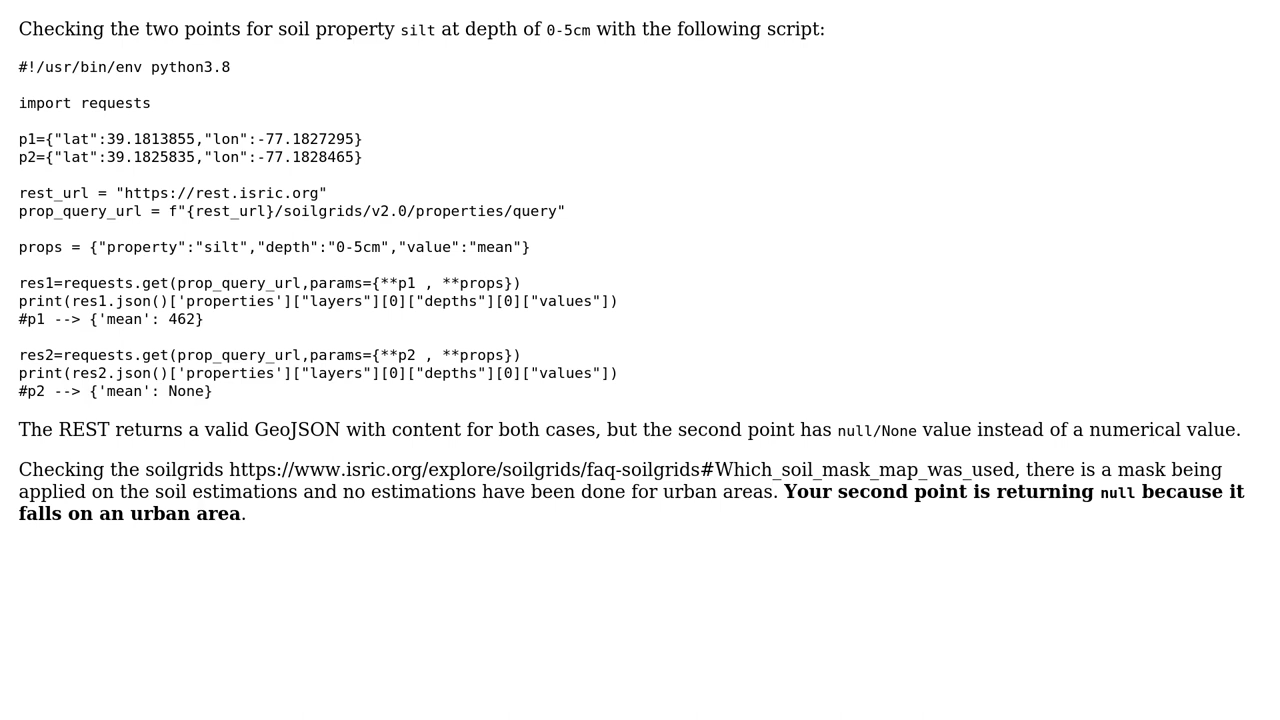 Checking the two points for soil property silt at depth of 0-5cm with the following script:
#!/usr/bin/env python3.8
import requests
p1={"lat":39.1813855,"lon":-77.1827295}
p2={"lat":39.1825835,"lon":-77.1828465}
rest_url = "https://rest.isric.org"
prop_query_url = f"{rest_url}/soilgrids/v2.0/properties/query"
props = {"property":"silt","depth":"0-5cm","value":"mean"}
res1=requests.get(prop_query_url,params={**p1 , **props})
print(res1.json()['properties']["layers"][0]["depths"][0]["values"])
#p1 --> {'mean': 462}
res2=requests.get(prop_query_url,params={**p2 , **props})
print(res2.json()['properties']["layers"][0]["depths"][0]["values"])
#p2 --> {'mean': None}
The REST returns a valid GeoJSON with content for both cases, but the second point has null/None value instead of a numerical value.
Checking the soilgrids https://www.isric.org/explore/soilgrids/faq-soilgrids#Which_soil_mask_map_was_used, there is a mask being
applied on the soil estimations and no estimations have been done for urban areas. Your second point is returning null because it
falls on an urban area.